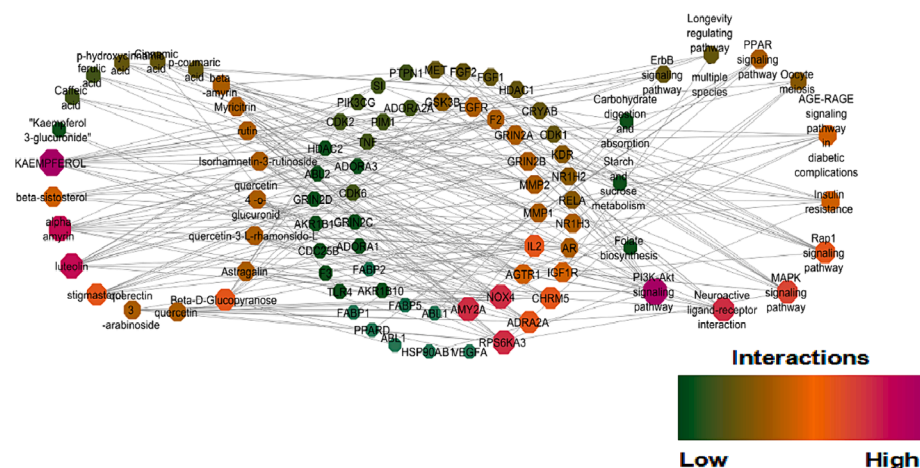 p-hydroxycinnamic
acid
Cinnamic
acid
ferulic
acid
p-coumaric
acid
Caffeic
acid
beta
-amyrin
Myricitrin
"Kaempferol
3-glucuronide"
rutin
KAEMPFEROL
Isorhamnetin-3-rutinoside
beta-sistosterol
quercetin
4 -o-
glucuronid
alpha
amyrin
quercetin-3-L-rhamonside-L
luteolin
Astragalin
stigmasterol
Beta-D-Glucopyranose
3
-arabinoside
quercetin
PTPN1
MET
FGF2
FGF1
SI
HDAC1
PIK3CG
ADORA2A
GSK3B
EGFR
CRYAB
CDK2
PIM1
F2
GRIN2A
CDK1
HDAC2
TNF
KDR
ABL2
ADORA3
GRIN2B
NR1H2
GRIN2D
CDK6
MMP2
RELA
AKR1B1
GRIN2C
MMP1
NR1H3
CDC25B
ADORA1
IL2
AR
F3
FABP2
AGTR1
IGF1R
TLR4
AKR1B10
NOX4
CHRM5
FABP1
FABP5
ABL1
AMY2A
ADRA2A
PPARD
ABL1
HSP90AB1
VEGFA
RPS6KA3
Longevity
regulating
pathway
multiple
species
ErbB
signaling
pathway
PPAR
signaling
pathway
Oocyte
meiosis
Carbohydrate
digestion
and
absorption
AGE-RAGE
signaling
pathway
in
diabetic
complications
Starch
and
sucrose
metabolism
Insulin
resistance
Folate
biosynthesis
Rap1
signaling
pathway
PI3K-Akt
signaling
pathway
Neuroactive
ligand-receptor
interaction
MAPK
signaling
pathway
Interactions
Low
High